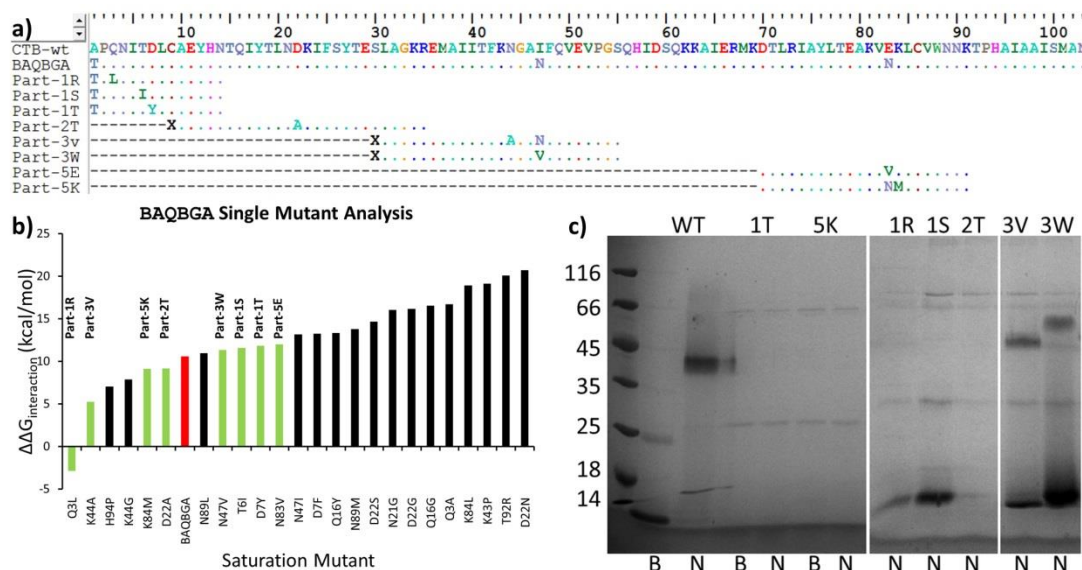 a)
10 20 30 40 50 60 70 80 90 100
CTB-wt APQNITDLCAEYHNTQIYTLNDKIFSYTESLAGKREMAIITFKNGAIFQVEVPGSQHIDSQKKAIERMKDTLRIAYLTEAKVEKLCVWNNKTPHAIAAISMA
BAQBGA T.............................................N...................................N...................
Part-1R T.L...........
Part-1S T....I........
Part-1T T.....Y.......
Part-2T --------X............A.............
Part-3v -----------------------------X.............A..N........
Part-3W -----------------------------X................V........
Part-5E ---------------------------------------------------------------------.............V........
Part-5K ---------------------------------------------------------------------.............NM.......
b)
BAQBGA Single Mutant Analysis
ΔΔGinteraction (kcal/mol)
25
20
15
10
5
0
-5
Part-1R Part-3V Part-5K Part-2T Part-3W Part-1S Part-1T Part-5E
Q3L K44A H94P K44G K84M D22A BAQBGA N89L N47V T6I D7Y N83V N47I D7F Q16Y N89M D22S N21G D22G Q16G Q3A K84L K43P T92R D22N
Saturation Mutant
c)
WT 1T 5K 1R 1S 2T 3V 3W
116
66
45
35
25
18
14
B N B N B N N N N N N